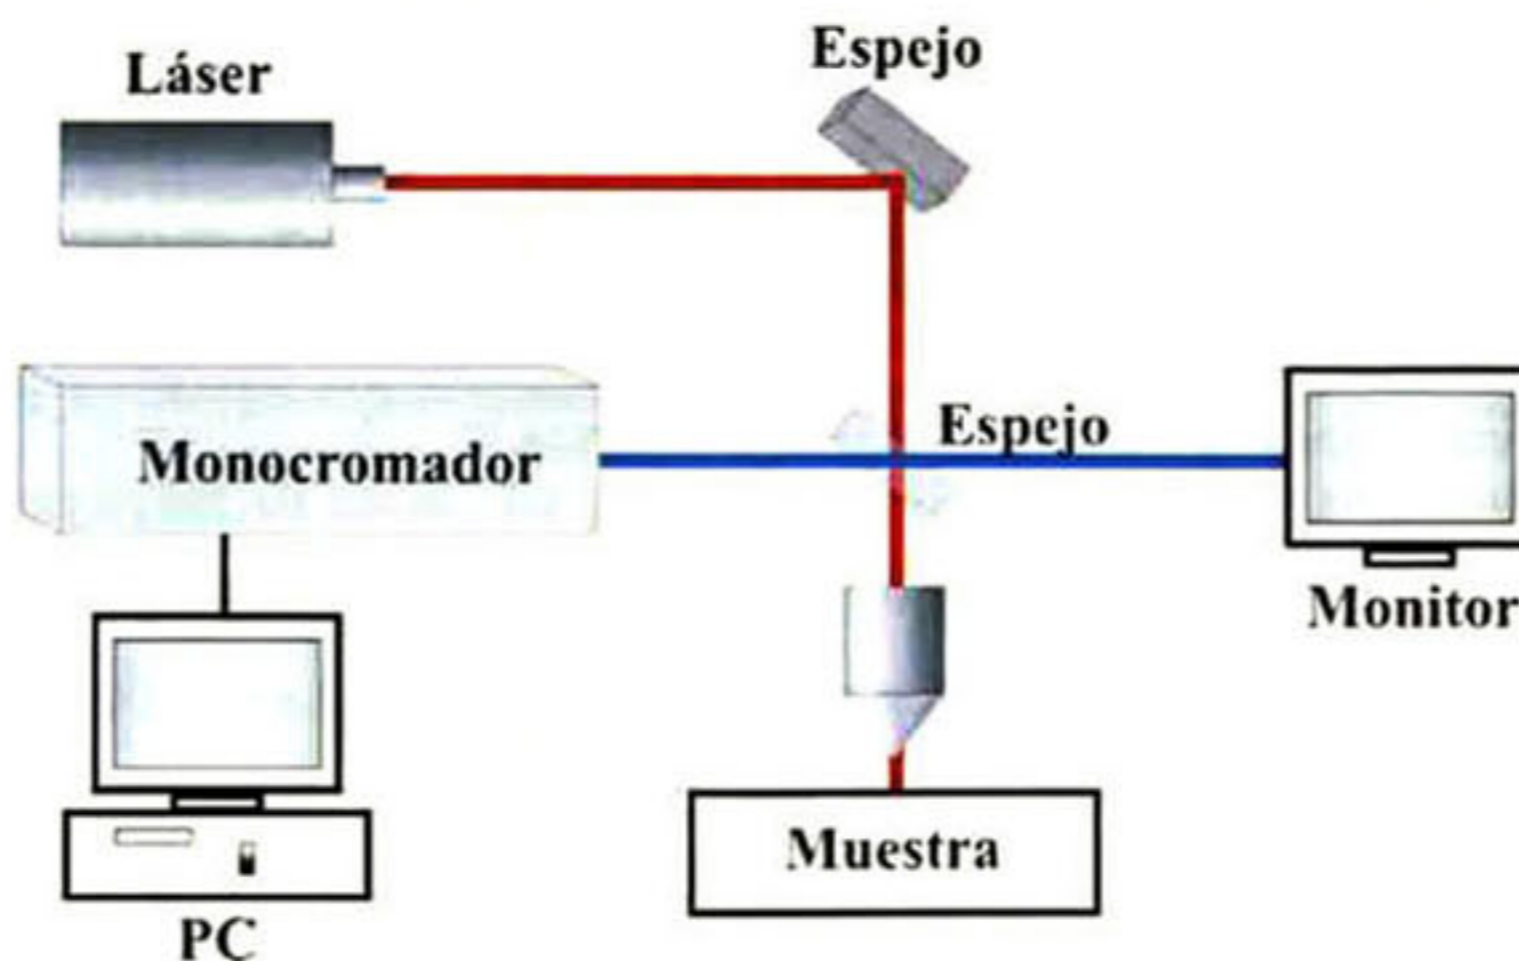 Láser
Espejo
Espejo
Monocromador
Monitor
Muestra
PC